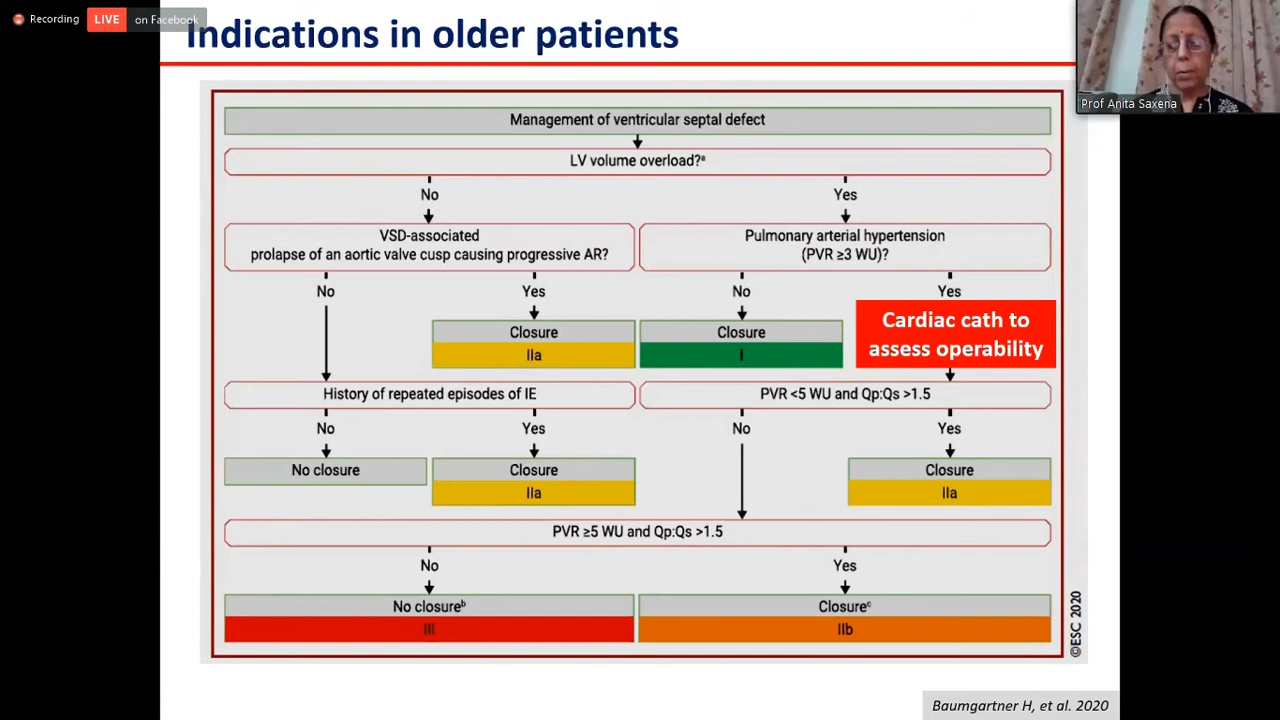 Recording
LIVE on Facebook
Indications in older patients
Prof Anita Saxena
Management of ventricular septal defect
LV volume overload?ᵃ
No
Yes
VSD-associated
prolapse of an aortic valve cusp causing progressive AR?
Pulmonary arterial hypertension
(PVR ≥3 WU)?
No
Yes
No
Yes
Closure
IIa
Closure
I
Cardiac cath to
assess operability
History of repeated episodes of IE
PVR <5 WU and Qp:Qs >1.5
No
Yes
No
Yes
No closure
Closure
IIa
Closure
IIa
PVR ≥5 WU and Qp:Qs >1.5
No
Yes
No closureᵇ
III
Closureᶜ
IIb
©ESC 2020
Baumgartner H, et al. 2020